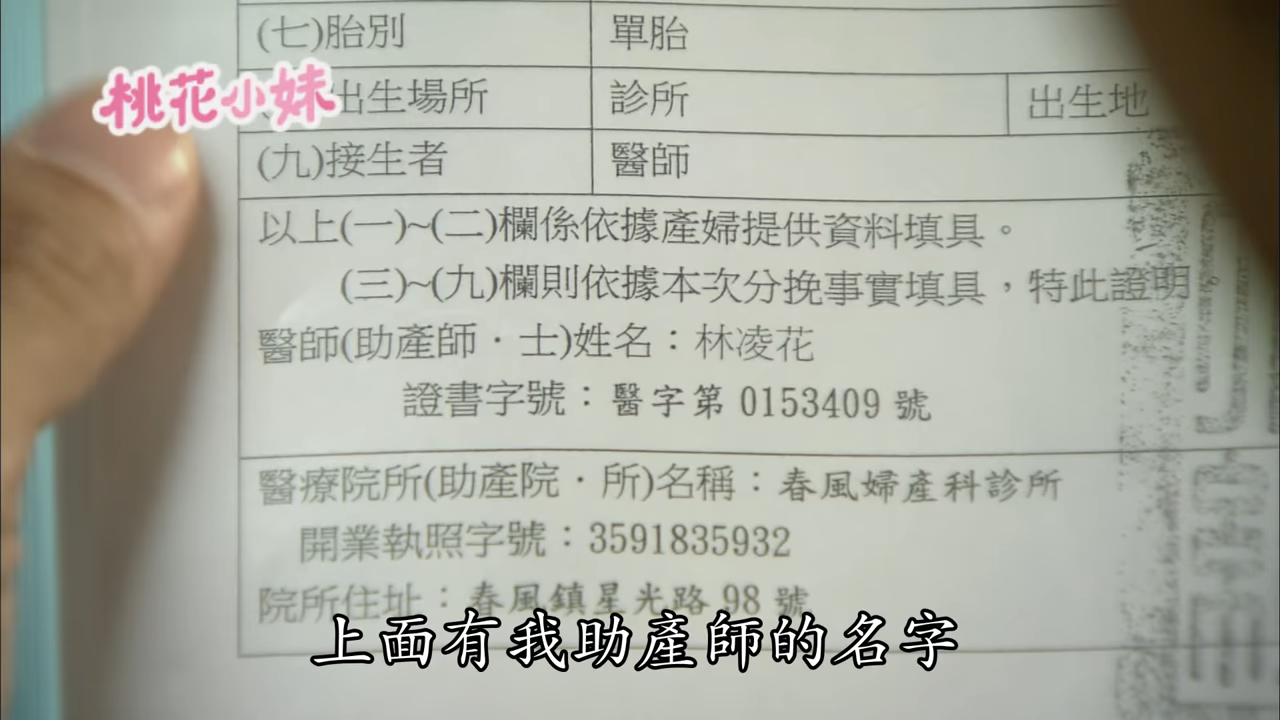 (七)胎別 單胎
桃花小妹
出生場所 診所 出生地
(九)接生者 醫師
以上(一)~(二)欄係依據產婦提供資料填具。
(三)~(九)欄則依據本次分挽事實填具，特此證明
醫師(助產師．士)姓名：林凌花
證書字號：醫字第 0153409 號
醫療院所(助產院．所)名稱：春風婦產科診所
開業執照字號：3591835932
院所住址：春風鎮星光路 98 號
上面有我助產師的名字